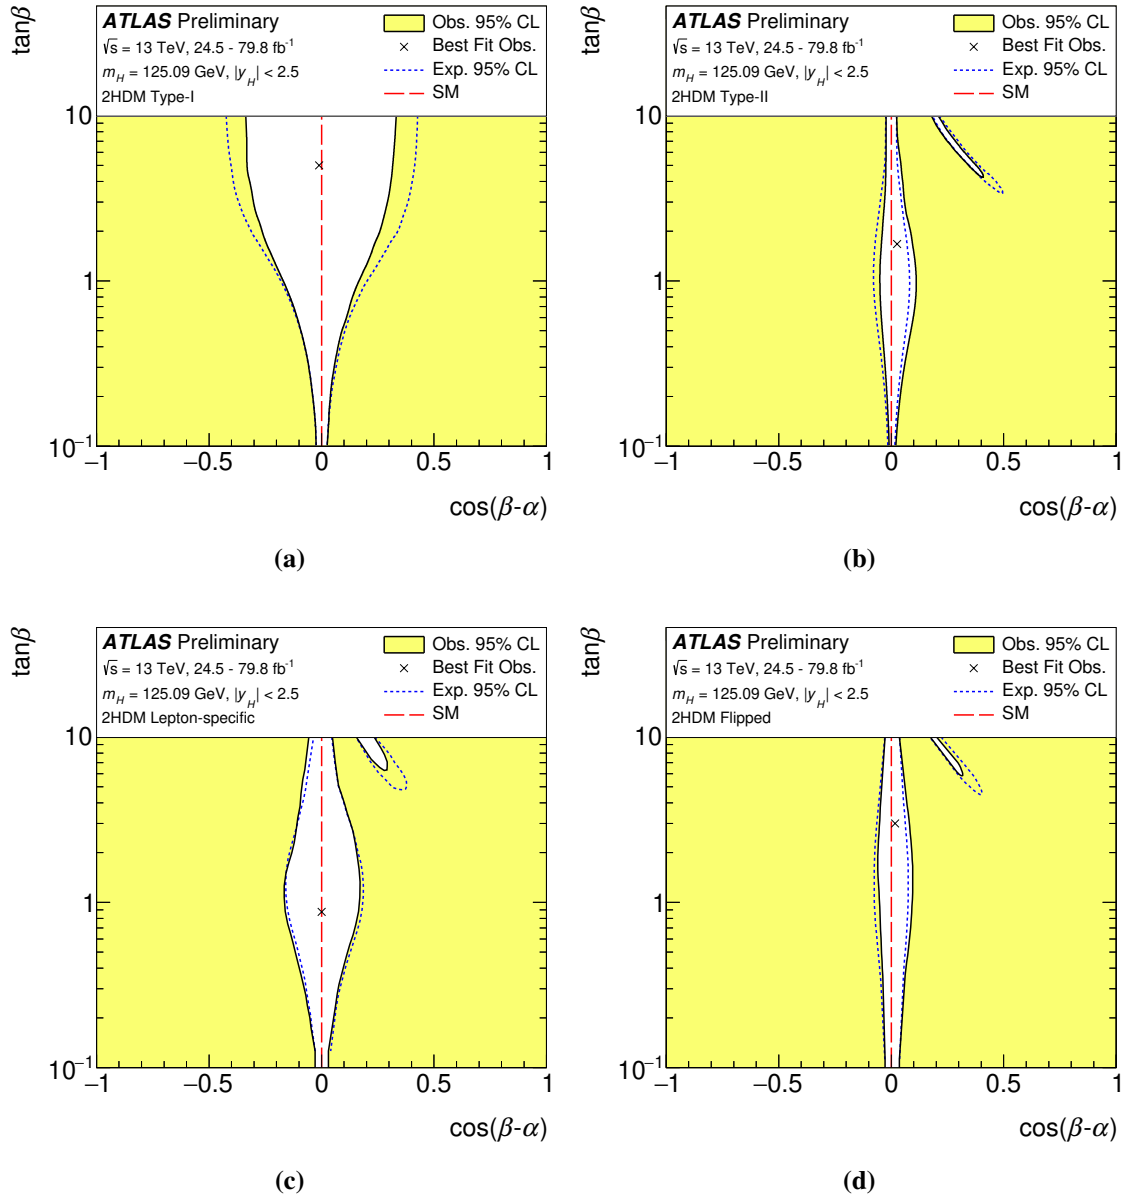 tanβ
ATLAS Preliminary
√s = 13 TeV, 24.5 - 79.8 fb⁻¹
m_H = 125.09 GeV, |y_H| < 2.5
2HDM Type-I
Obs. 95% CL
Best Fit Obs.
Exp. 95% CL
SM
10
1
10⁻¹
−1 −0.5 0 0.5 1
cos(β-α)
(a)
tanβ
ATLAS Preliminary
√s = 13 TeV, 24.5 - 79.8 fb⁻¹
m_H = 125.09 GeV, |y_H| < 2.5
2HDM Type-II
Obs. 95% CL
Best Fit Obs.
Exp. 95% CL
SM
10
1
10⁻¹
−1 −0.5 0 0.5 1
cos(β-α)
(b)
tanβ
ATLAS Preliminary
√s = 13 TeV, 24.5 - 79.8 fb⁻¹
m_H = 125.09 GeV, |y_H| < 2.5
2HDM Lepton-specific
Obs. 95% CL
Best Fit Obs.
Exp. 95% CL
SM
10
1
10⁻¹
−1 −0.5 0 0.5 1
cos(β-α)
(c)
tanβ
ATLAS Preliminary
√s = 13 TeV, 24.5 - 79.8 fb⁻¹
m_H = 125.09 GeV, |y_H| < 2.5
2HDM Flipped
Obs. 95% CL
Best Fit Obs.
Exp. 95% CL
SM
10
1
10⁻¹
−1 −0.5 0 0.5 1
cos(β-α)
(d)